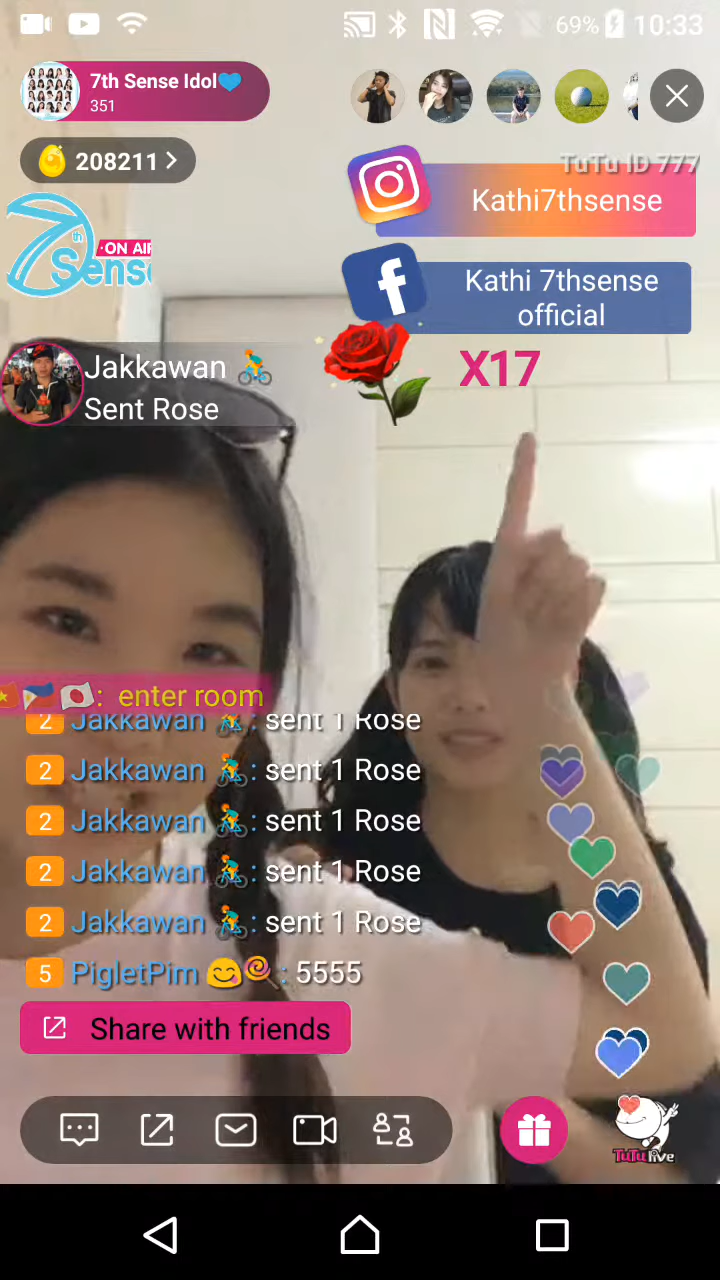 69% 10:33
7th Sense Idol💙
351
208211
TuTu ID 777
Kathi7thsense
7th Sense
·ON AIR
Kathi 7thsense
official
Jakkawan 🚴
Sent Rose
X17
: enter room
2 Jakkawan 🚴: sent 1 Rose
2 Jakkawan 🚴: sent 1 Rose
2 Jakkawan 🚴: sent 1 Rose
2 Jakkawan 🚴: sent 1 Rose
2 Jakkawan 🚴: sent 1 Rose
5 PigletPim 😋🍭: 5555
Share with friends
TuTu live